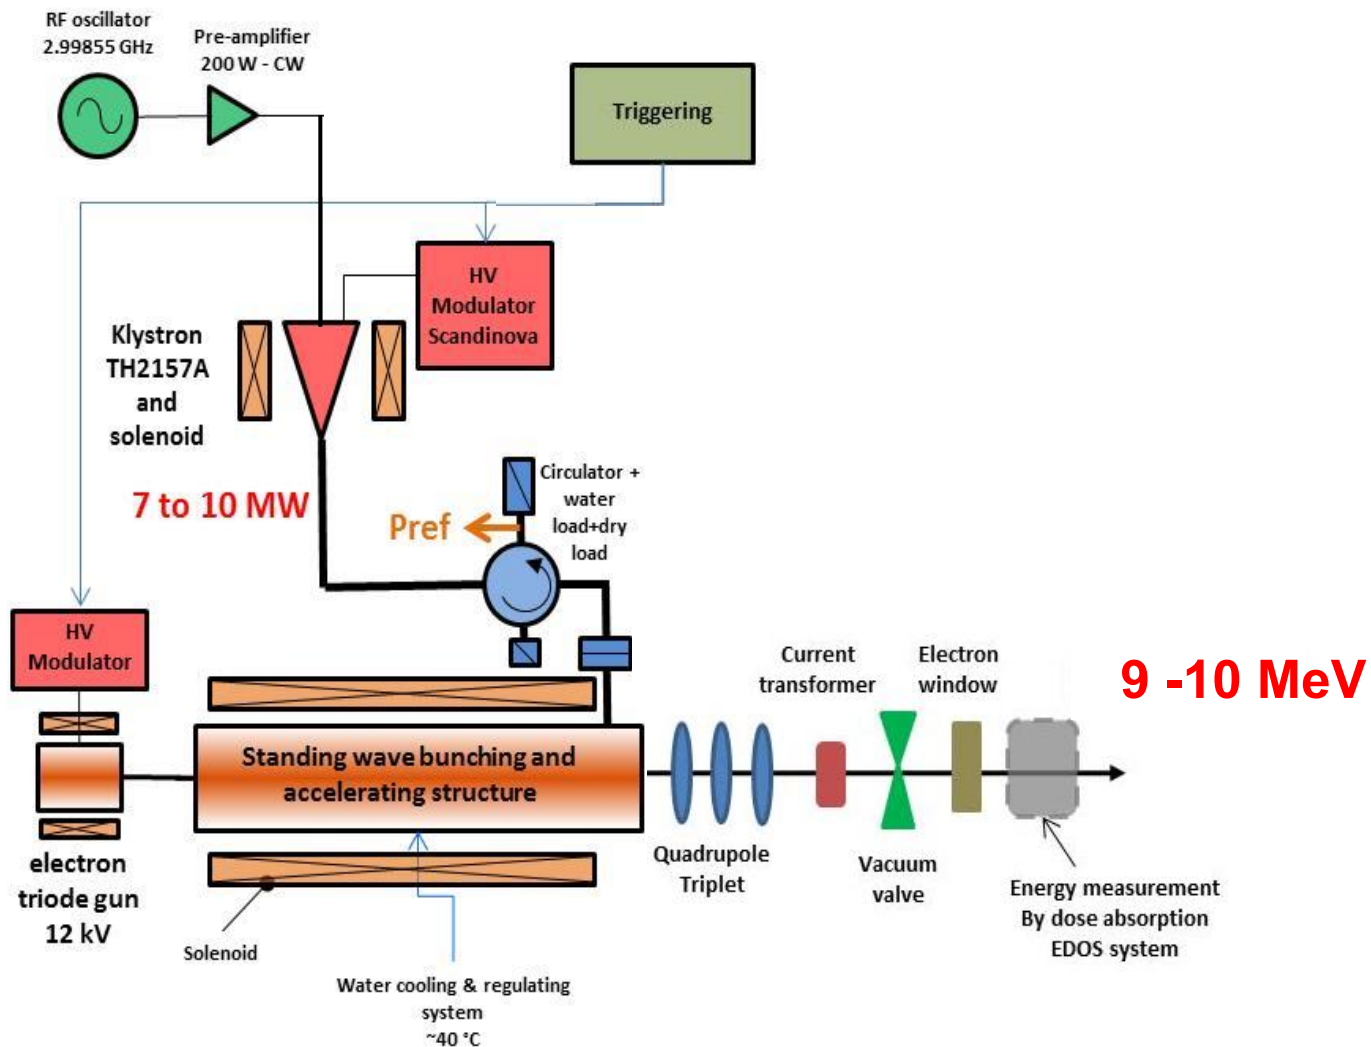 RF oscillator
2.99855 GHz
Pre-amplifier
200 W - CW
Triggering
HV
Modulator
Scandinova
Klystron
TH2157A
and
solenoid
7 to 10 MW
Pref
Circulator +
water
load+dry
load
HV
Modulator
Current
transformer
Electron
window
9 -10 MeV
Standing wave bunching and
accelerating structure
electron
triode gun
12 kV
Solenoid
Quadrupole
Triplet
Vacuum
valve
Energy measurement
By dose absorption
EDOS system
Water cooling & regulating
system
~40 °C